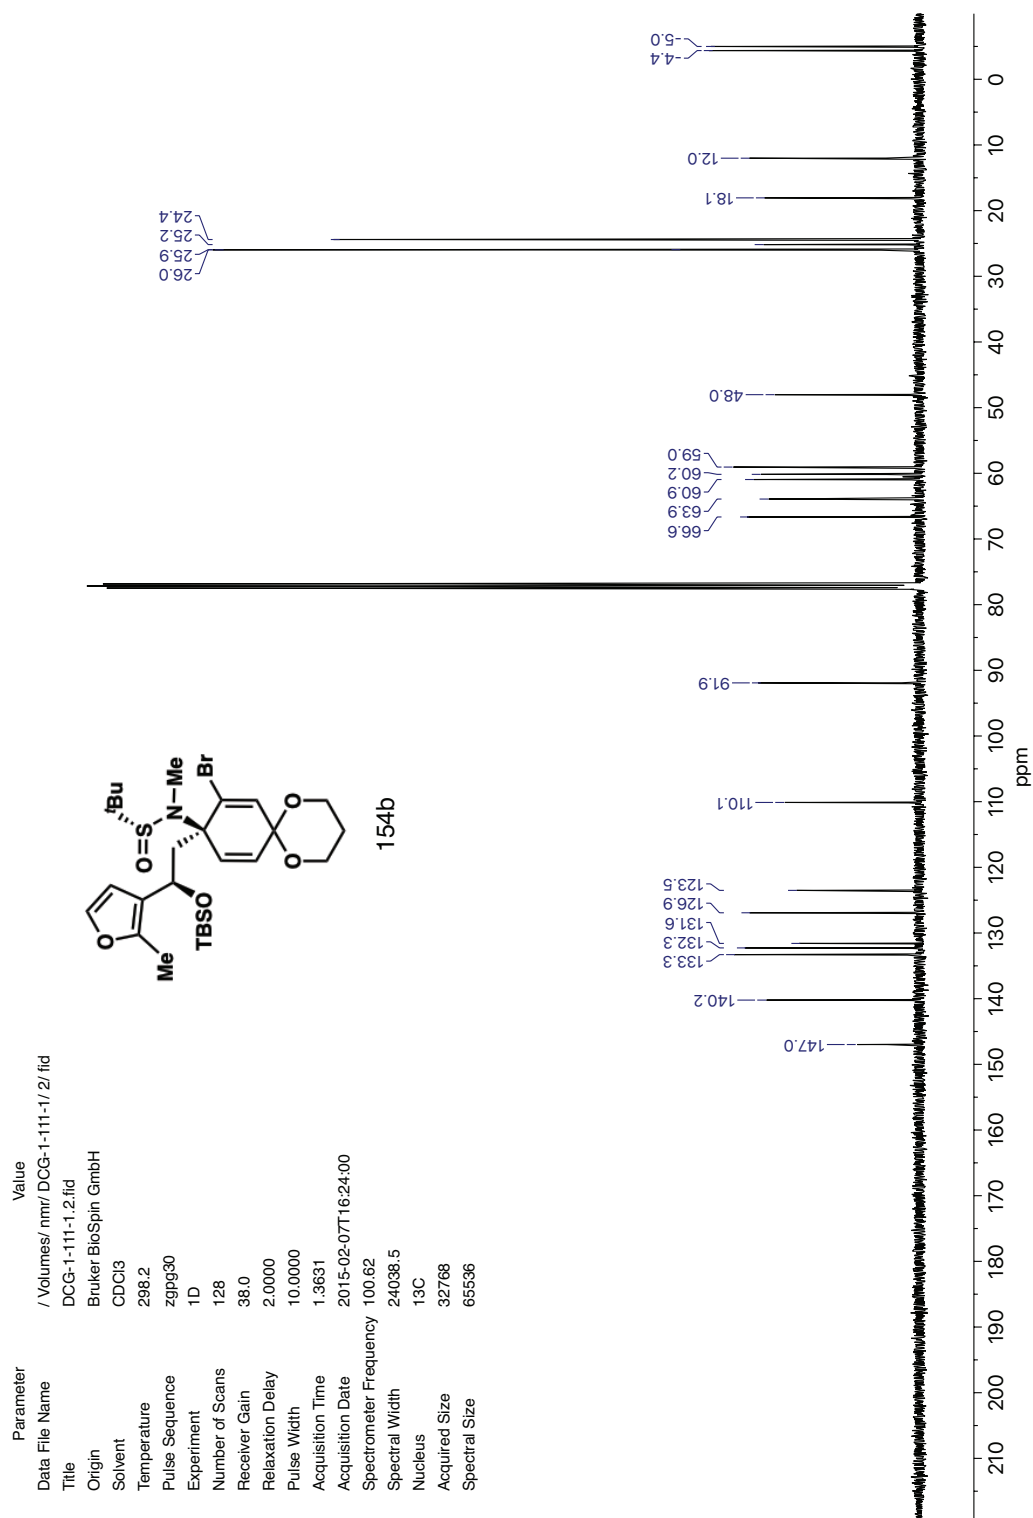 Parameter Value
Data File Name / Volumes/ nmr/ DCG-1-111-1/ 2/ fid
Title DCG-1-111-1.2.fid
Origin Bruker BioSpin GmbH
Solvent CDCl3
Temperature 298.2
Pulse Sequence zgpg30
Experiment 1D
Number of Scans 128
Receiver Gain 38.0
Relaxation Delay 2.0000
Pulse Width 10.0000
Acquisition Time 1.3631
Acquisition Date 2015-02-07T16:24:00
Spectrometer Frequency 100.62
Spectral Width 24038.5
Nucleus 13C
Acquired Size 32768
Spectral Size 65536
O
Me
TBSO
O=S
tBu
N–Me
Br
O
O
154b
147.0
140.2
133.3
132.3
131.6
126.9
123.5
110.1
91.9
66.6
63.9
60.9
60.2
59.0
48.0
26.0
25.9
25.2
24.4
18.1
12.0
-4.4
-5.0
210 200 190 180 170 160 150 140 130 120 110 100 90 80 70 60 50 40 30 20 10 0
ppm